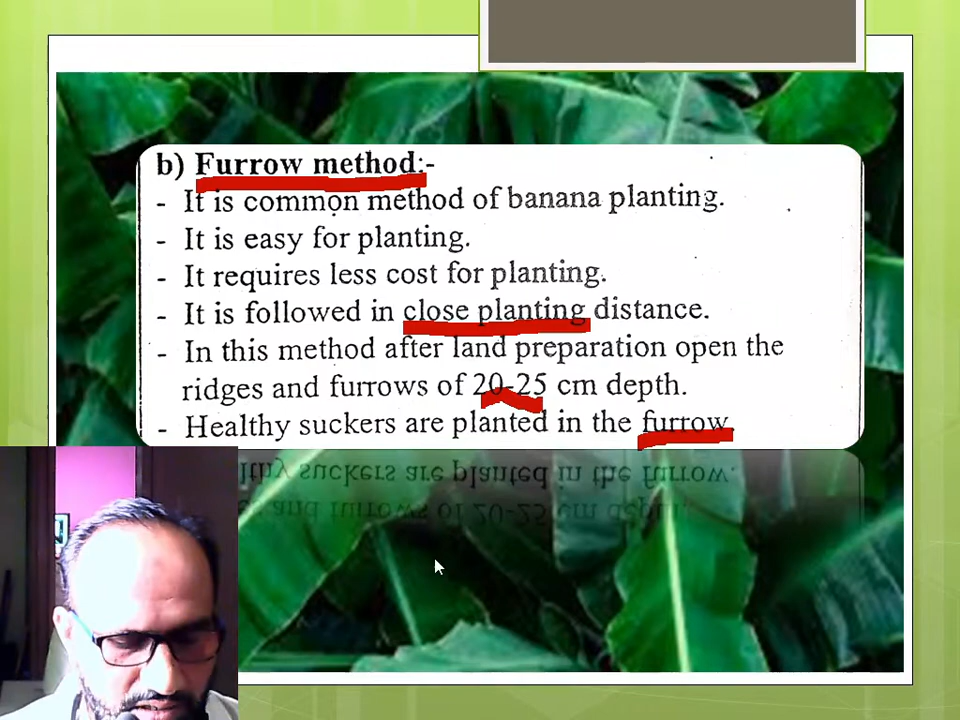 b) Furrow method:-
- It is common method of banana planting.
- It is easy for planting.
- It requires less cost for planting.
- It is followed in close planting distance.
- In this method after land preparation open the
ridges and furrows of 20-25 cm depth.
- Healthy suckers are planted in the furrow.